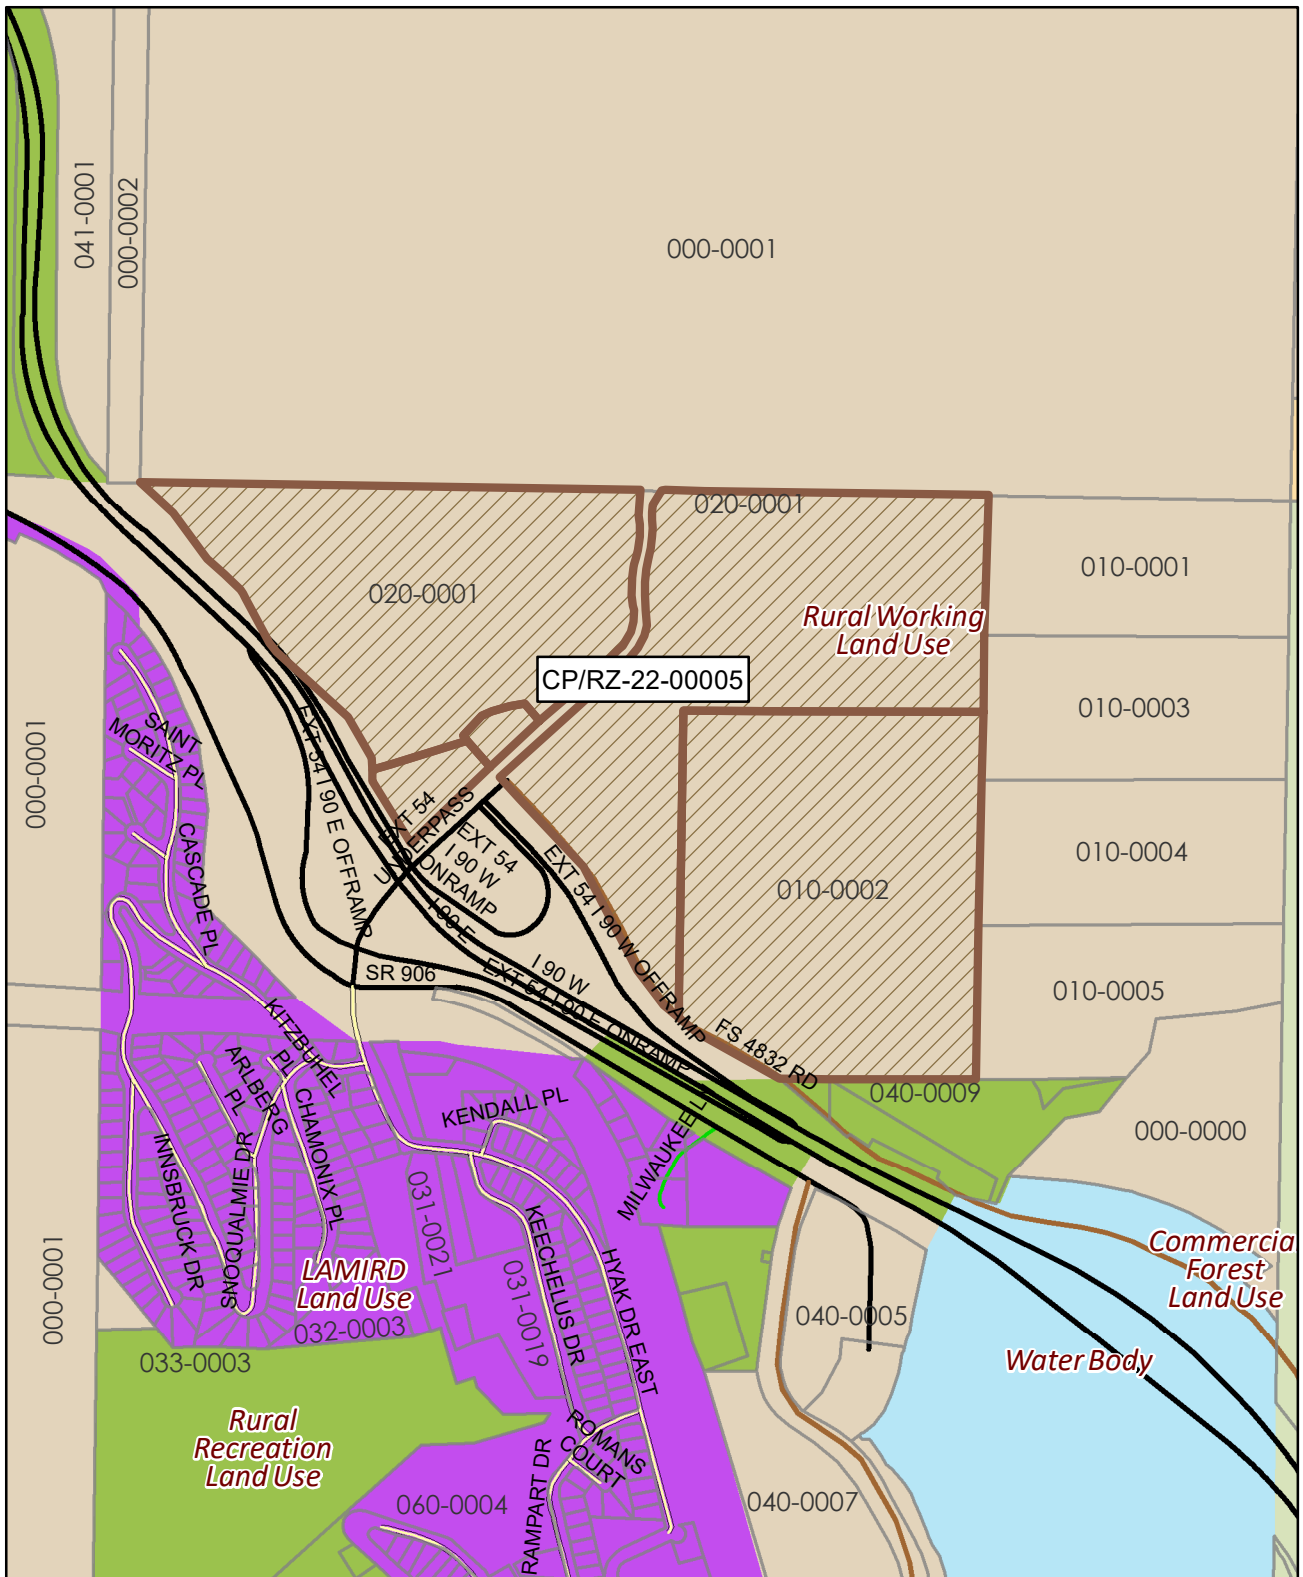 041-0001
000-0002
000-0001
020-0001
020-0001
010-0001
Rural Working
Land Use
CP/RZ-22-00005
010-0003
000-0001
SAINT
MORITZ PL
EXT 54 I 90 E OFFRAMP
EXT 54
UNDERPASS
EXT 54
I 90 W
ONRAMP
CASCADE PL
EXT 54 I 90 W OFFRAMP
010-0004
010-0002
I 90 E
I 90 W
SR 906
EXT 54 I 90 E ONRAMP
010-0005
FS 4832 RD
KITZBUHEL
PL
ARLBERG
PL
CHAMONIX PL
KENDALL PL
MILWAUKEE
040-0009
000-0000
INNSBRUCK DR
SNOQUALMIE DR
031-0021
KEECHELUS DR
HYAK DR EAST
000-0001
LAMIRD
Land Use
032-0003
031-0019
040-0005
Commercia
Forest
Land Use
033-0003
Water Body
Rural
Recreation
Land Use
ROMANS
COURT
RAMPART DR
060-0004
040-0007